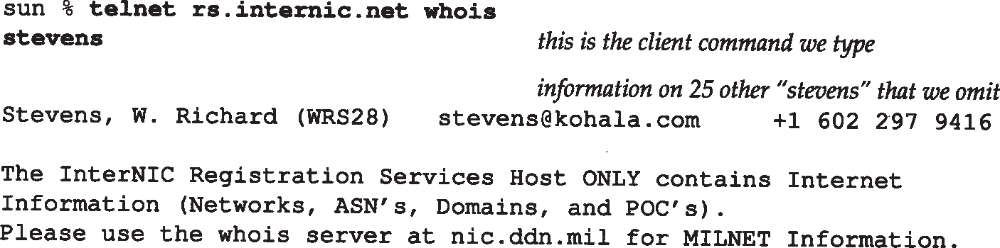 sun % telnet rs.internic.net whois
stevens this is the client command we type
information on 25 other "stevens" that we omit
Stevens, W. Richard (WRS28) stevens@kohala.com +1 602 297 9416
The InterNIC Registration Services Host ONLY contains Internet
Information (Networks, ASN's, Domains, and POC's).
Please use the whois server at nic.ddn.mil for MILNET Information.